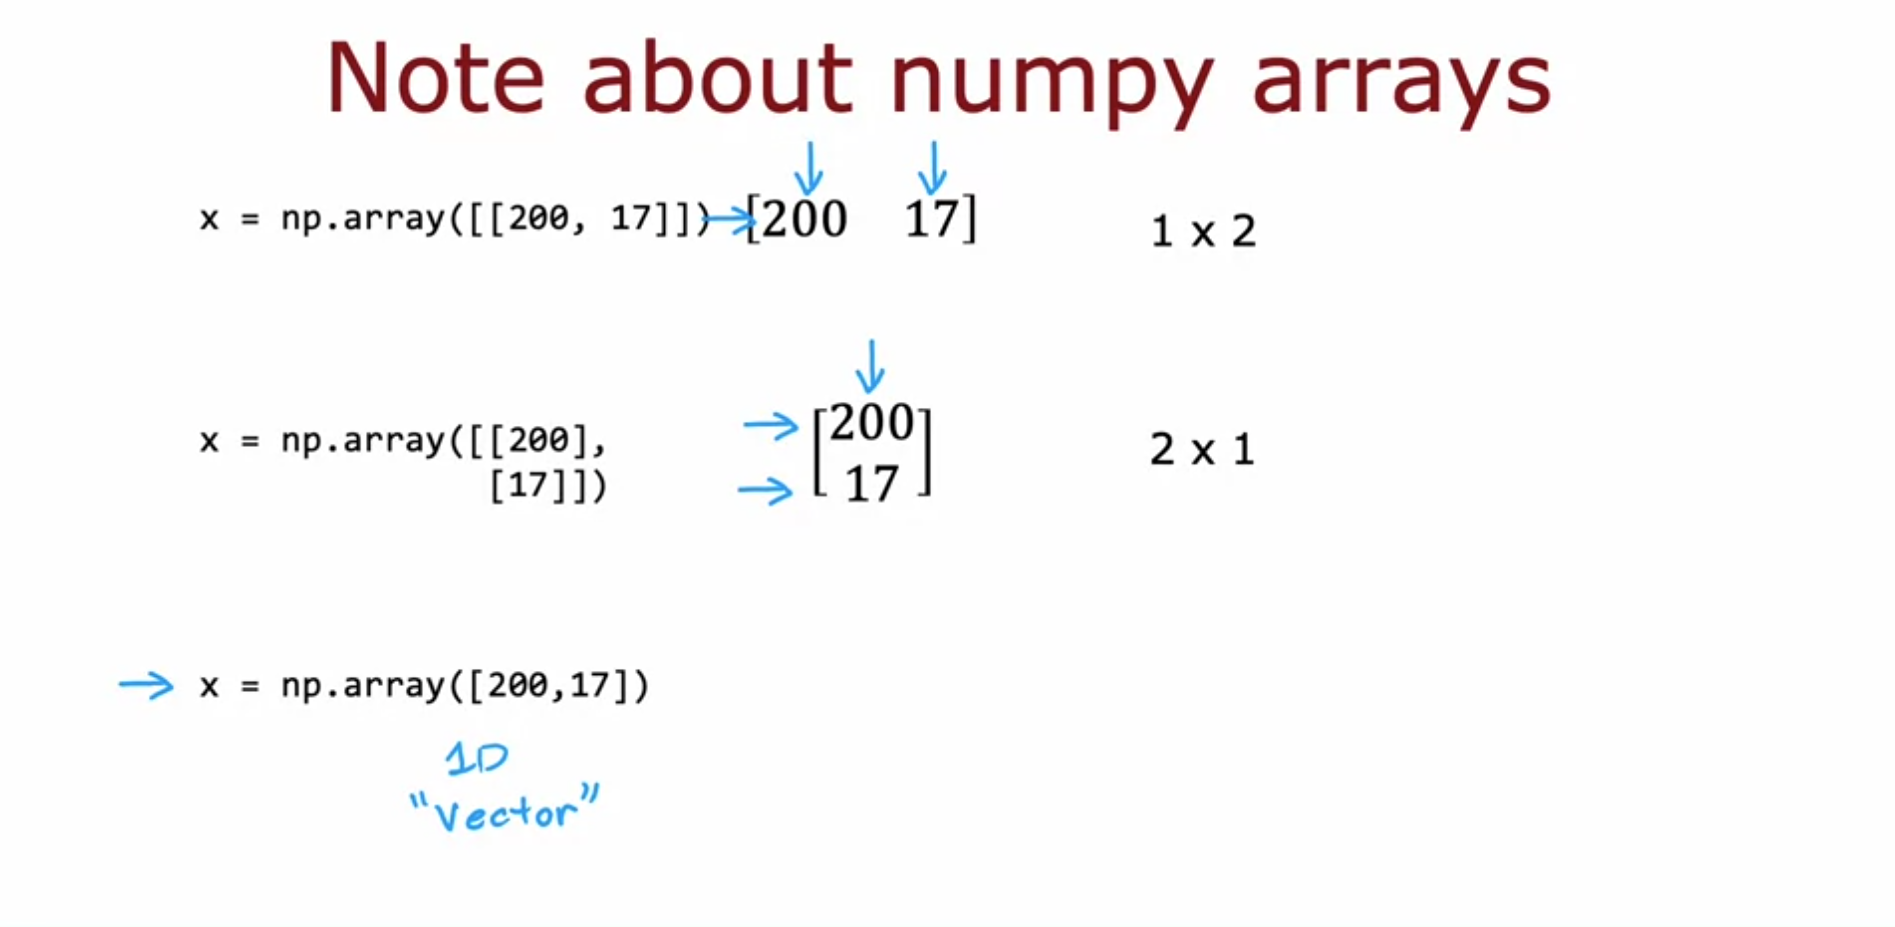 Note about numpy arrays
x = np.array([[200, 17]]) [200 17] 1 x 2
x = np.array([[200],
[17]])
[200
17]
2 x 1
x = np.array([200,17])
1D
"Vector"